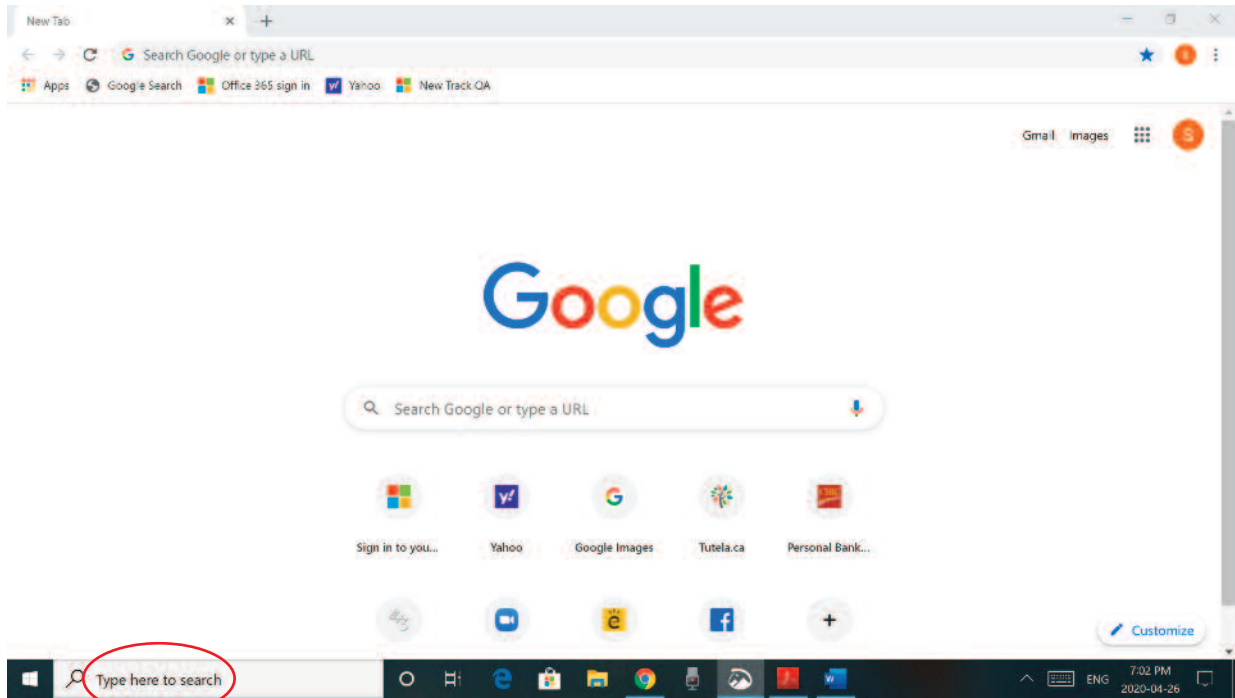 New Tab
Search Google or type a URL
Apps Google Search Office 365 sign in Yahoo New Track QA
Gmail Images S
Google
Search Google or type a URL
Sign in to you... Yahoo Google Images Tutela.ca Personal Bank...
Customize
Type here to search ENG 7:02 PM
2020-04-26